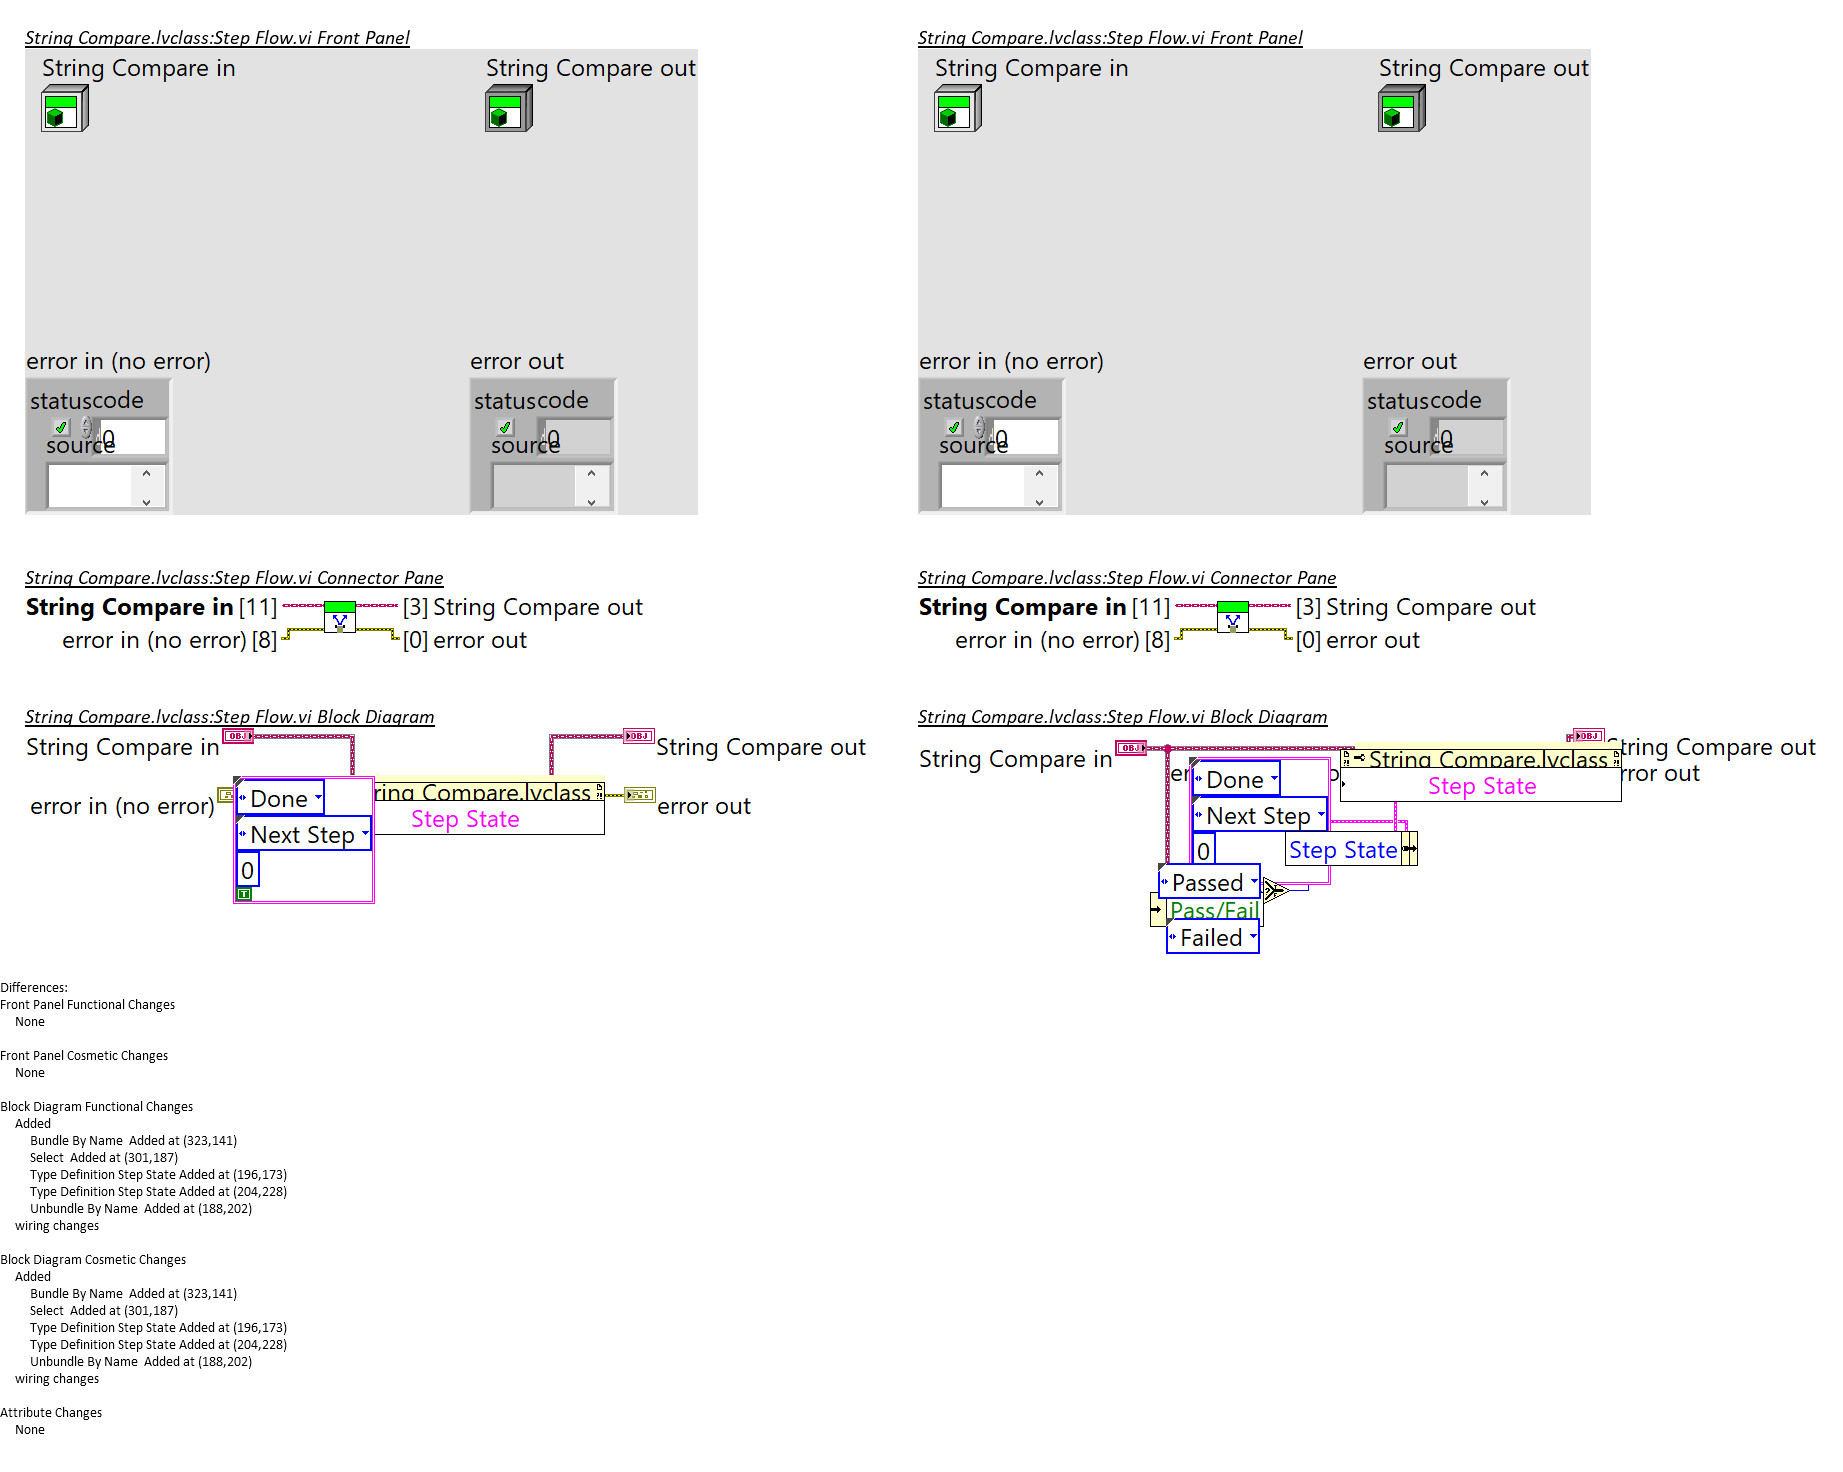 String Compare.lvclass:Step Flow.vi Front Panel
String Compare in
String Compare out
error in (no error)
error out
status code
0
source
status code
0
source
String Compare.lvclass:Step Flow.vi Connector Pane
String Compare in [11]
[3] String Compare out
error in (no error) [8]
[0] error out
String Compare.lvclass:Step Flow.vi Block Diagram
String Compare in
OBJ
OBJ
String Compare out
error in (no error)
Done
ring Compare.lvclass
error out
Step State
Next Step
0
T
String Compare.lvclass:Step Flow.vi Front Panel
String Compare in
String Compare out
error in (no error)
error out
status code
0
source
status code
0
source
String Compare.lvclass:Step Flow.vi Connector Pane
String Compare in [11]
[3] String Compare out
error in (no error) [8]
[0] error out
String Compare.lvclass:Step Flow.vi Block Diagram
String Compare in
OBJ
OBJ
String Compare out
er
Done
String Compare.lvclass
rror out
Step State
Next Step
0
Step State
Passed
Pass/Fail
Failed
Differences:
Front Panel Functional Changes
None
Front Panel Cosmetic Changes
None
Block Diagram Functional Changes
Added
Bundle By Name Added at (323,141)
Select Added at (301,187)
Type Definition Step State Added at (196,173)
Type Definition Step State Added at (204,228)
Unbundle By Name Added at (188,202)
wiring changes
Block Diagram Cosmetic Changes
Added
Bundle By Name Added at (323,141)
Select Added at (301,187)
Type Definition Step State Added at (196,173)
Type Definition Step State Added at (204,228)
Unbundle By Name Added at (188,202)
wiring changes
Attribute Changes
None